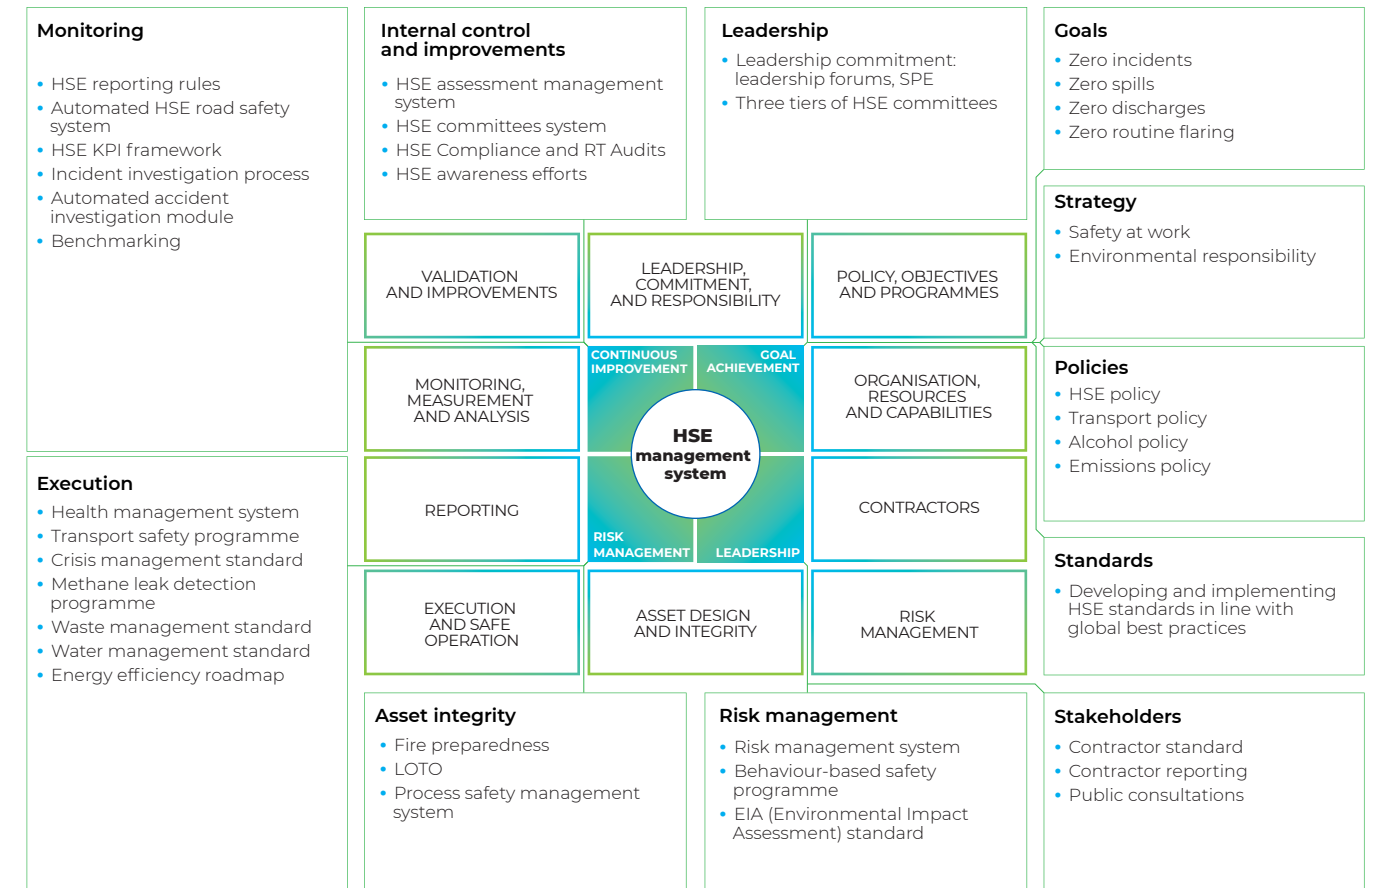 Monitoring
• HSE reporting rules
• Automated HSE road safety
system
• HSE KPI framework
• Incident investigation process
• Automated accident
investigation module
• Benchmarking
Internal control
and improvements
• HSE assessment management
system
• HSE committees system
• HSE Compliance and RT Audits
• HSE awareness efforts
Leadership
• Leadership commitment:
leadership forums, SPE
• Three tiers of HSE committees
Goals
• Zero incidents
• Zero spills
• Zero discharges
• Zero routine flaring
Strategy
• Safety at work
• Environmental responsibility
VALIDATION
AND IMPROVEMENTS
LEADERSHIP,
COMMITMENT,
AND RESPONSIBILITY
POLICY, OBJECTIVES
AND PROGRAMMES
MONITORING,
MEASUREMENT
AND ANALYSIS
CONTINUOUS
IMPROVEMENT
GOAL
ACHIEVEMENT
HSE
management
system
RISK
MANAGEMENT
LEADERSHIP
ORGANISATION,
RESOURCES
AND CAPABILITIES
REPORTING
CONTRACTORS
EXECUTION
AND SAFE
OPERATION
ASSET DESIGN
AND INTEGRITY
RISK
MANAGEMENT
Policies
• HSE policy
• Transport policy
• Alcohol policy
• Emissions policy
Execution
• Health management system
• Transport safety programme
• Crisis management standard
• Methane leak detection
programme
• Waste management standard
• Water management standard
• Energy efficiency roadmap
Standards
• Developing and implementing
HSE standards in line with
global best practices
Asset integrity
• Fire preparedness
• LOTO
• Process safety management
system
Risk management
• Risk management system
• Behaviour-based safety
programme
• EIA (Environmental Impact
Assessment) standard
Stakeholders
• Contractor standard
• Contractor reporting
• Public consultations